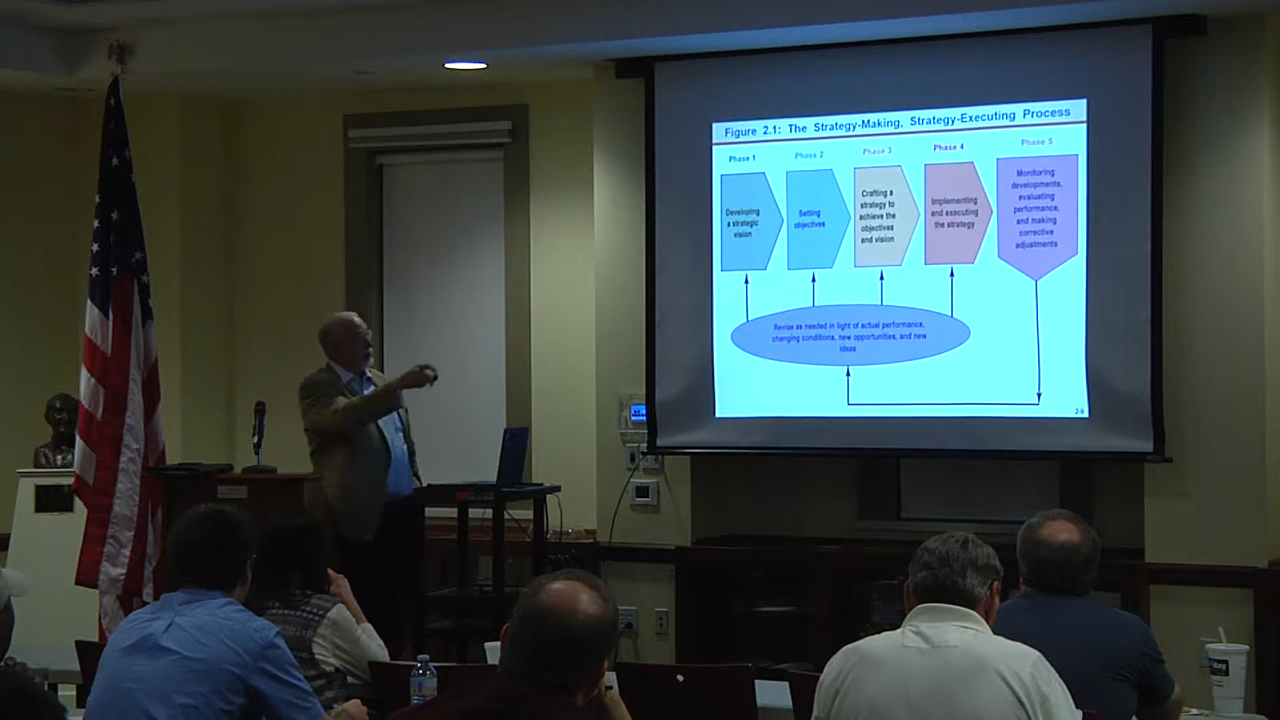 Figure 2.1: The Strategy-Making, Strategy-Executing Process
Phase 1
Phase 2
Phase 3
Phase 4
Phase 5
Developing
a strategic
vision
Setting
objectives
Crafting a
strategy to
achieve the
objectives
and vision
Implementing
and executing
the strategy
Monitoring
developments,
evaluating
performance,
and making
corrective
adjustments
Revise as needed in light of actual performance,
changing conditions, new opportunities, and new
ideas